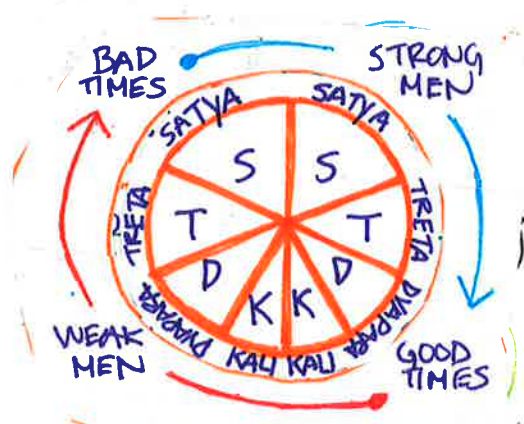 BAD
TIMES
STRONG
MEN
SATYA
SATYA
S
S
TRETA
T
T
TRETA
D
D
DVAPARA
K
K
DVAPARA
KALI
KALI
WEAK
MEN
GOOD
TIMES